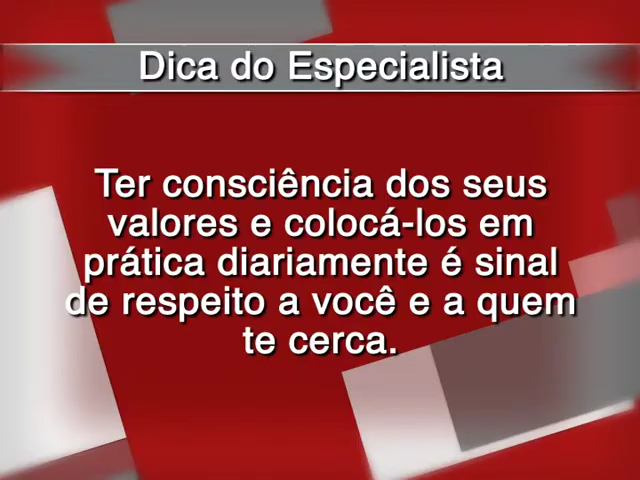 Dica do Especialista
Ter consciência dos seus
valores e colocá-los em
prática diariamente é sinal
de respeito a você e a quem
te cerca.